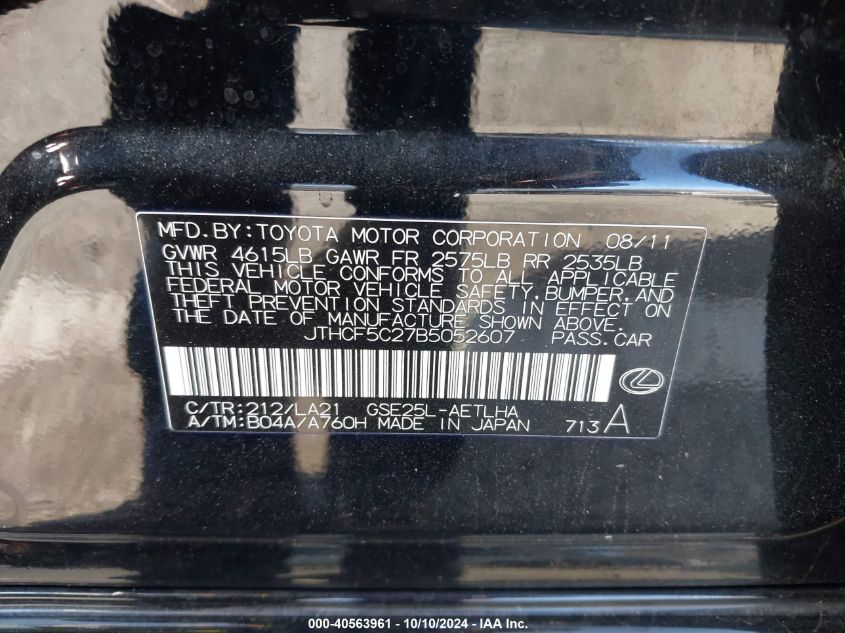 MFD. BY: TOYOTA MOTOR CORPORATION 08/11
GVWR 4615LB GAWR FR 2575LB RR 2535LB
THIS VEHICLE CONFORMS TO ALL APPLICABLE
FEDERAL MOTOR VEHICLE SAFETY, BUMPER, AND
THEFT PREVENTION STANDARDS IN EFFECT ON
THE DATE OF MANUFACTURE SHOWN ABOVE.
JTHCF5C27B5052607 PASS. CAR
C/TR: 212/LA21 GSE25L-AETLHA
A/TM: B04A/A760H MADE IN JAPAN 713 A
000-40563961 - 10/10/2024 - IAA Inc.